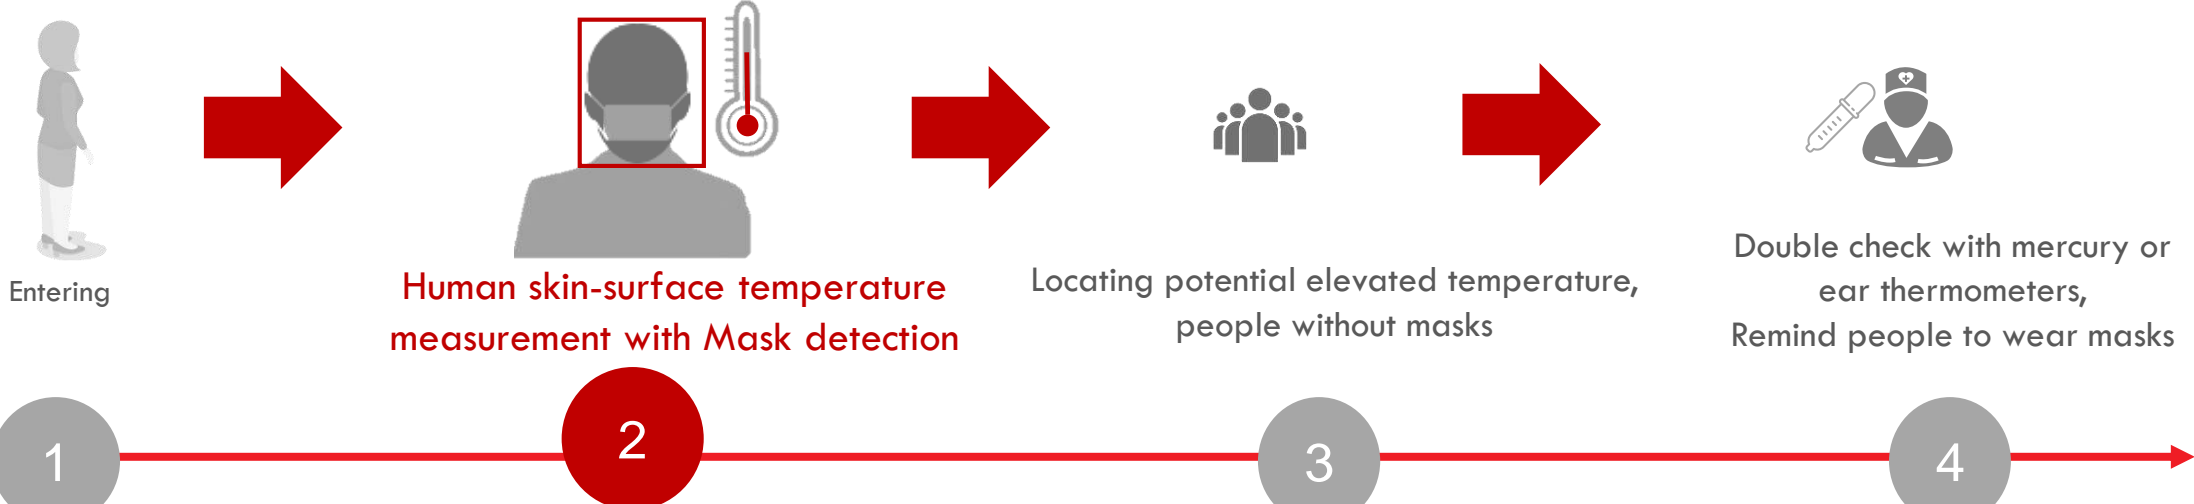 Entering
Human skin-surface temperature
measurement with Mask detection
Locating potential elevated temperature,
people without masks
Double check with mercury or
ear thermometers,
Remind people to wear masks
1
2
3
4